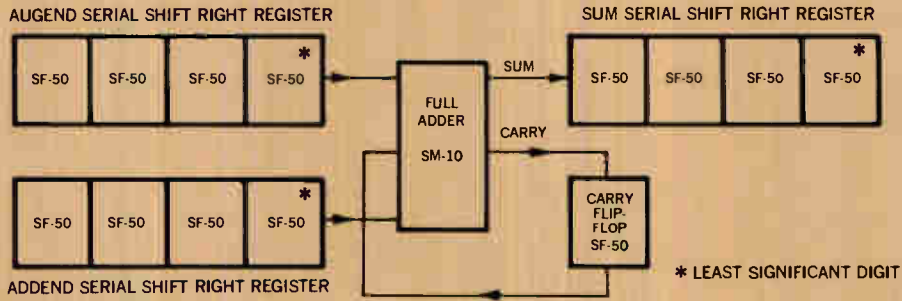 AUGEND SERIAL SHIFT RIGHT REGISTER
SUM SERIAL SHIFT RIGHT REGISTER
*
SF-50 SF-50 SF-50 SF-50
SUM
*
SF-50 SF-50 SF-50 SF-50
FULL
ADDER
SM-10
CARRY
*
SF-50 SF-50 SF-50 SF-50
CARRY
FLIP-
FLOP
SF-50
ADDEND SERIAL SHIFT RIGHT REGISTER
* LEAST SIGNIFICANT DIGIT